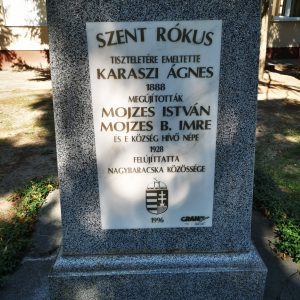 SZENT RÓKUS
TISZTELETÉRE EMELTETTE
KARASZI ÁGNES
1888
MEGÚJÍTOTTÁK
MOJZES ISTVÁN
MOJZES B. IMRE
ÉS E KÖZSÉG HÍVŐ NÉPE
1928
FELÚJÍTTATTA
NAGYBARACSKA KÖZÖSSÉGE
1996